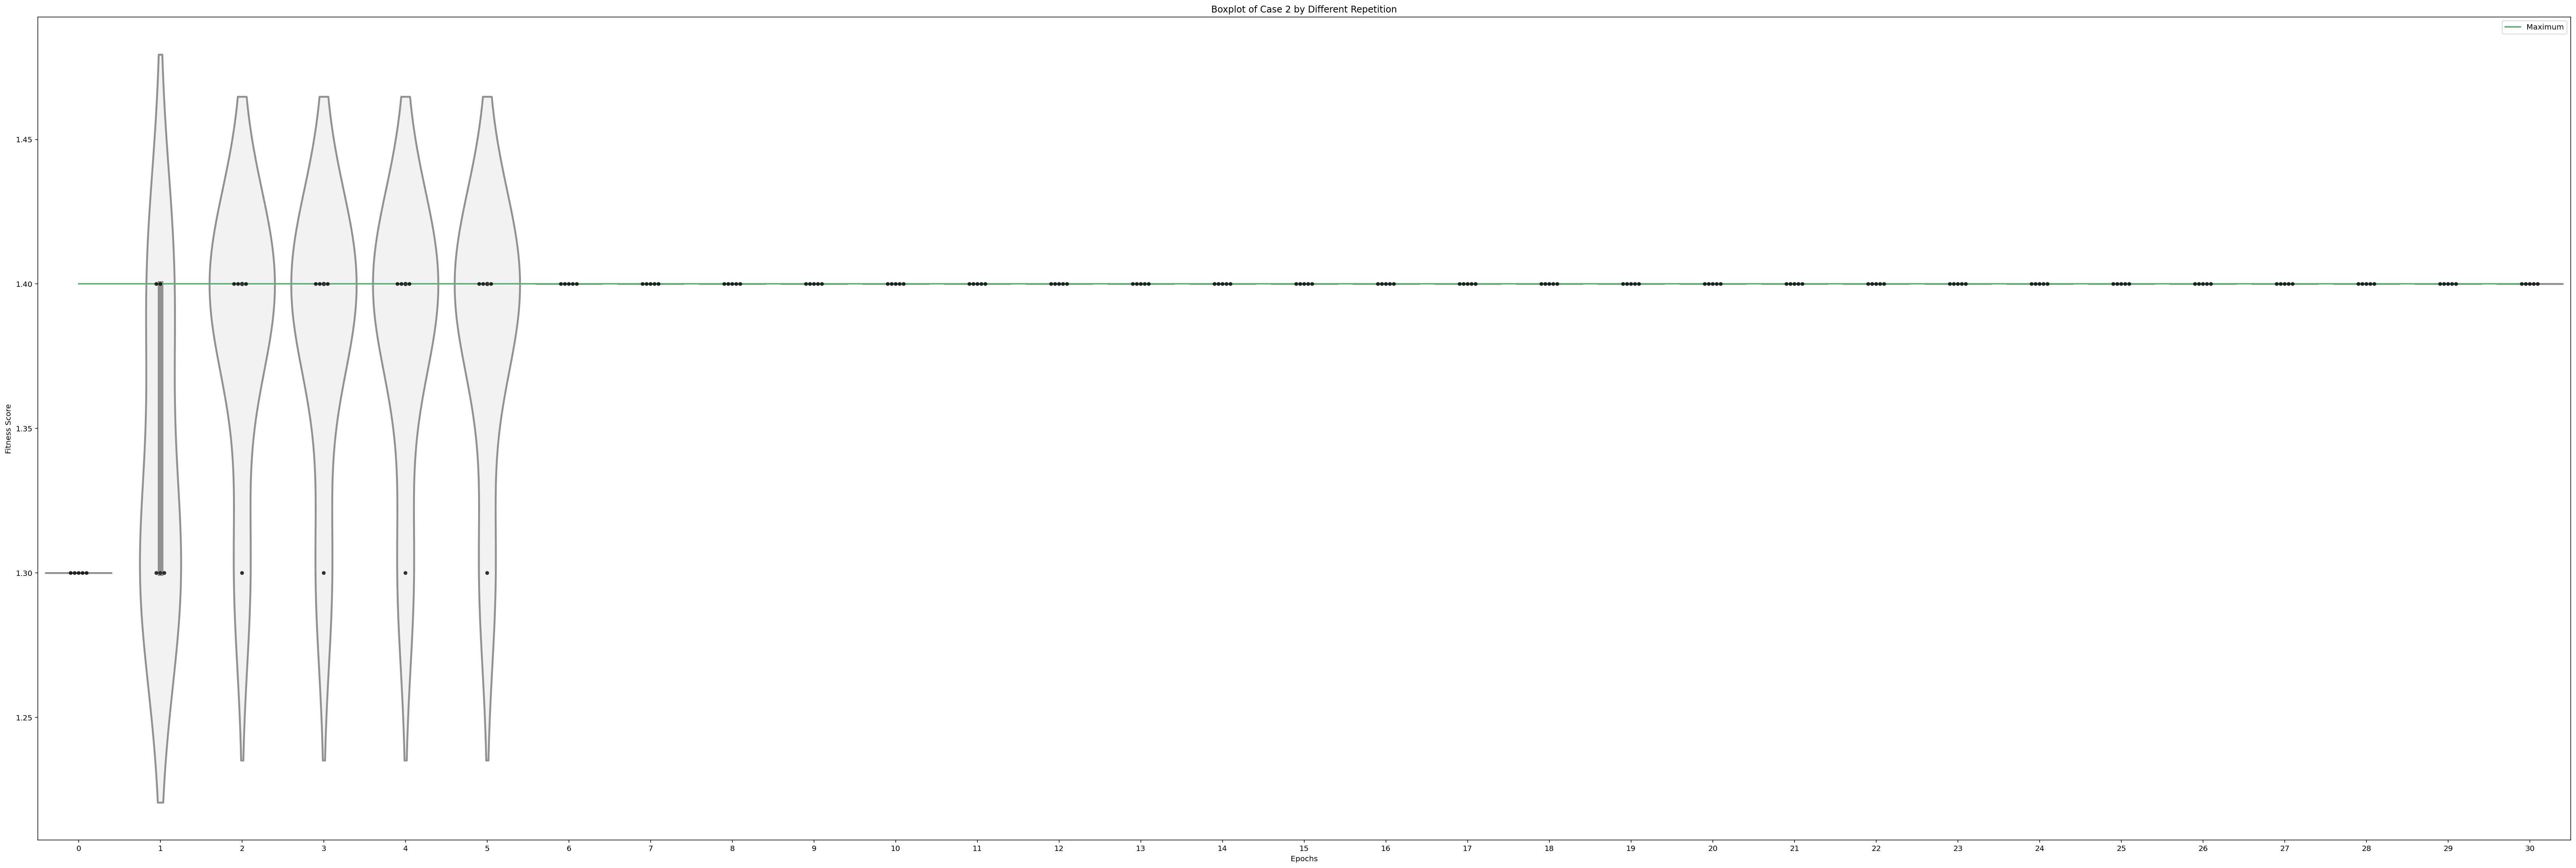 Boxplot of Case 2 by Different Repetition
Maximum
Fitness Score
1.45
1.40
1.35
1.30
1.25
0 1 2 3 4 5 6 7 8 9 10 11 12 13 14 15 16 17 18 19 20 21 22 23 24 25 26 27 28 29 30
Epochs